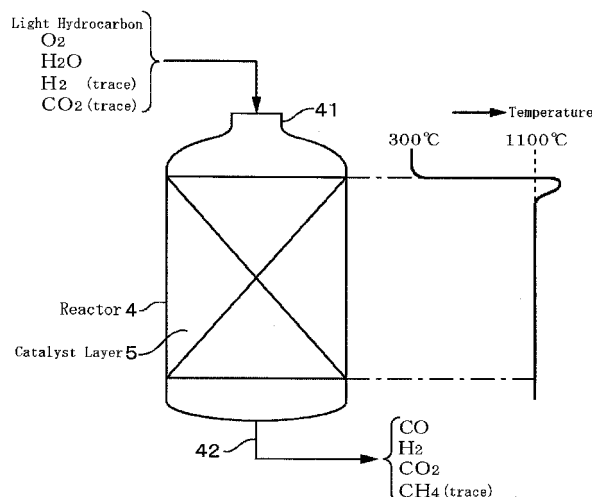 Light Hydrocarbon
O2
H2O
H2 (trace)
CO2 (trace)
41
Temperature
300℃
1100℃
Reactor 4
Catalyst Layer 5
42
CO
H2
CO2
CH4 (trace)